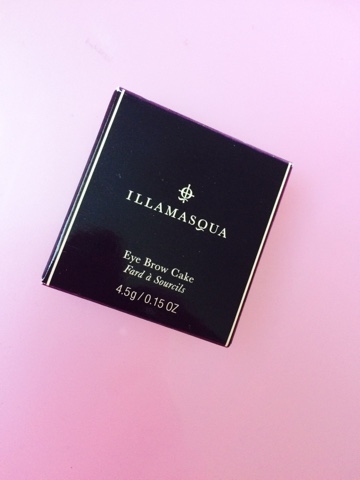 ILLAMASQUA
Eye Brow Cake
Fard à Sourcils
4.5g / 0.15 OZ